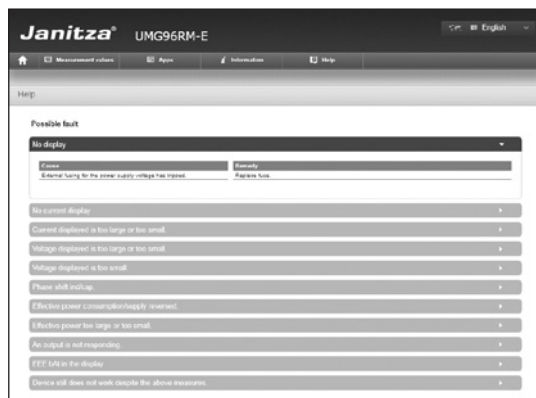 Janitza®
UMG96RM-E
English
Measurement values
Apps
Information
Help
Help
Possible fault
No display
Cause
Remedy
External fusing for the power supply voltage has tripped.
Replace fuse.
No current display
Current displayed is too large or too small.
Voltage displayed is too large or too small.
Voltage displayed is too small
Phase shift ind/cap.
Effective power consumption/supply reversed.
Effective power too large or too small.
An output is not responding.
EEE in the display
Device still does not work despite the above measures.